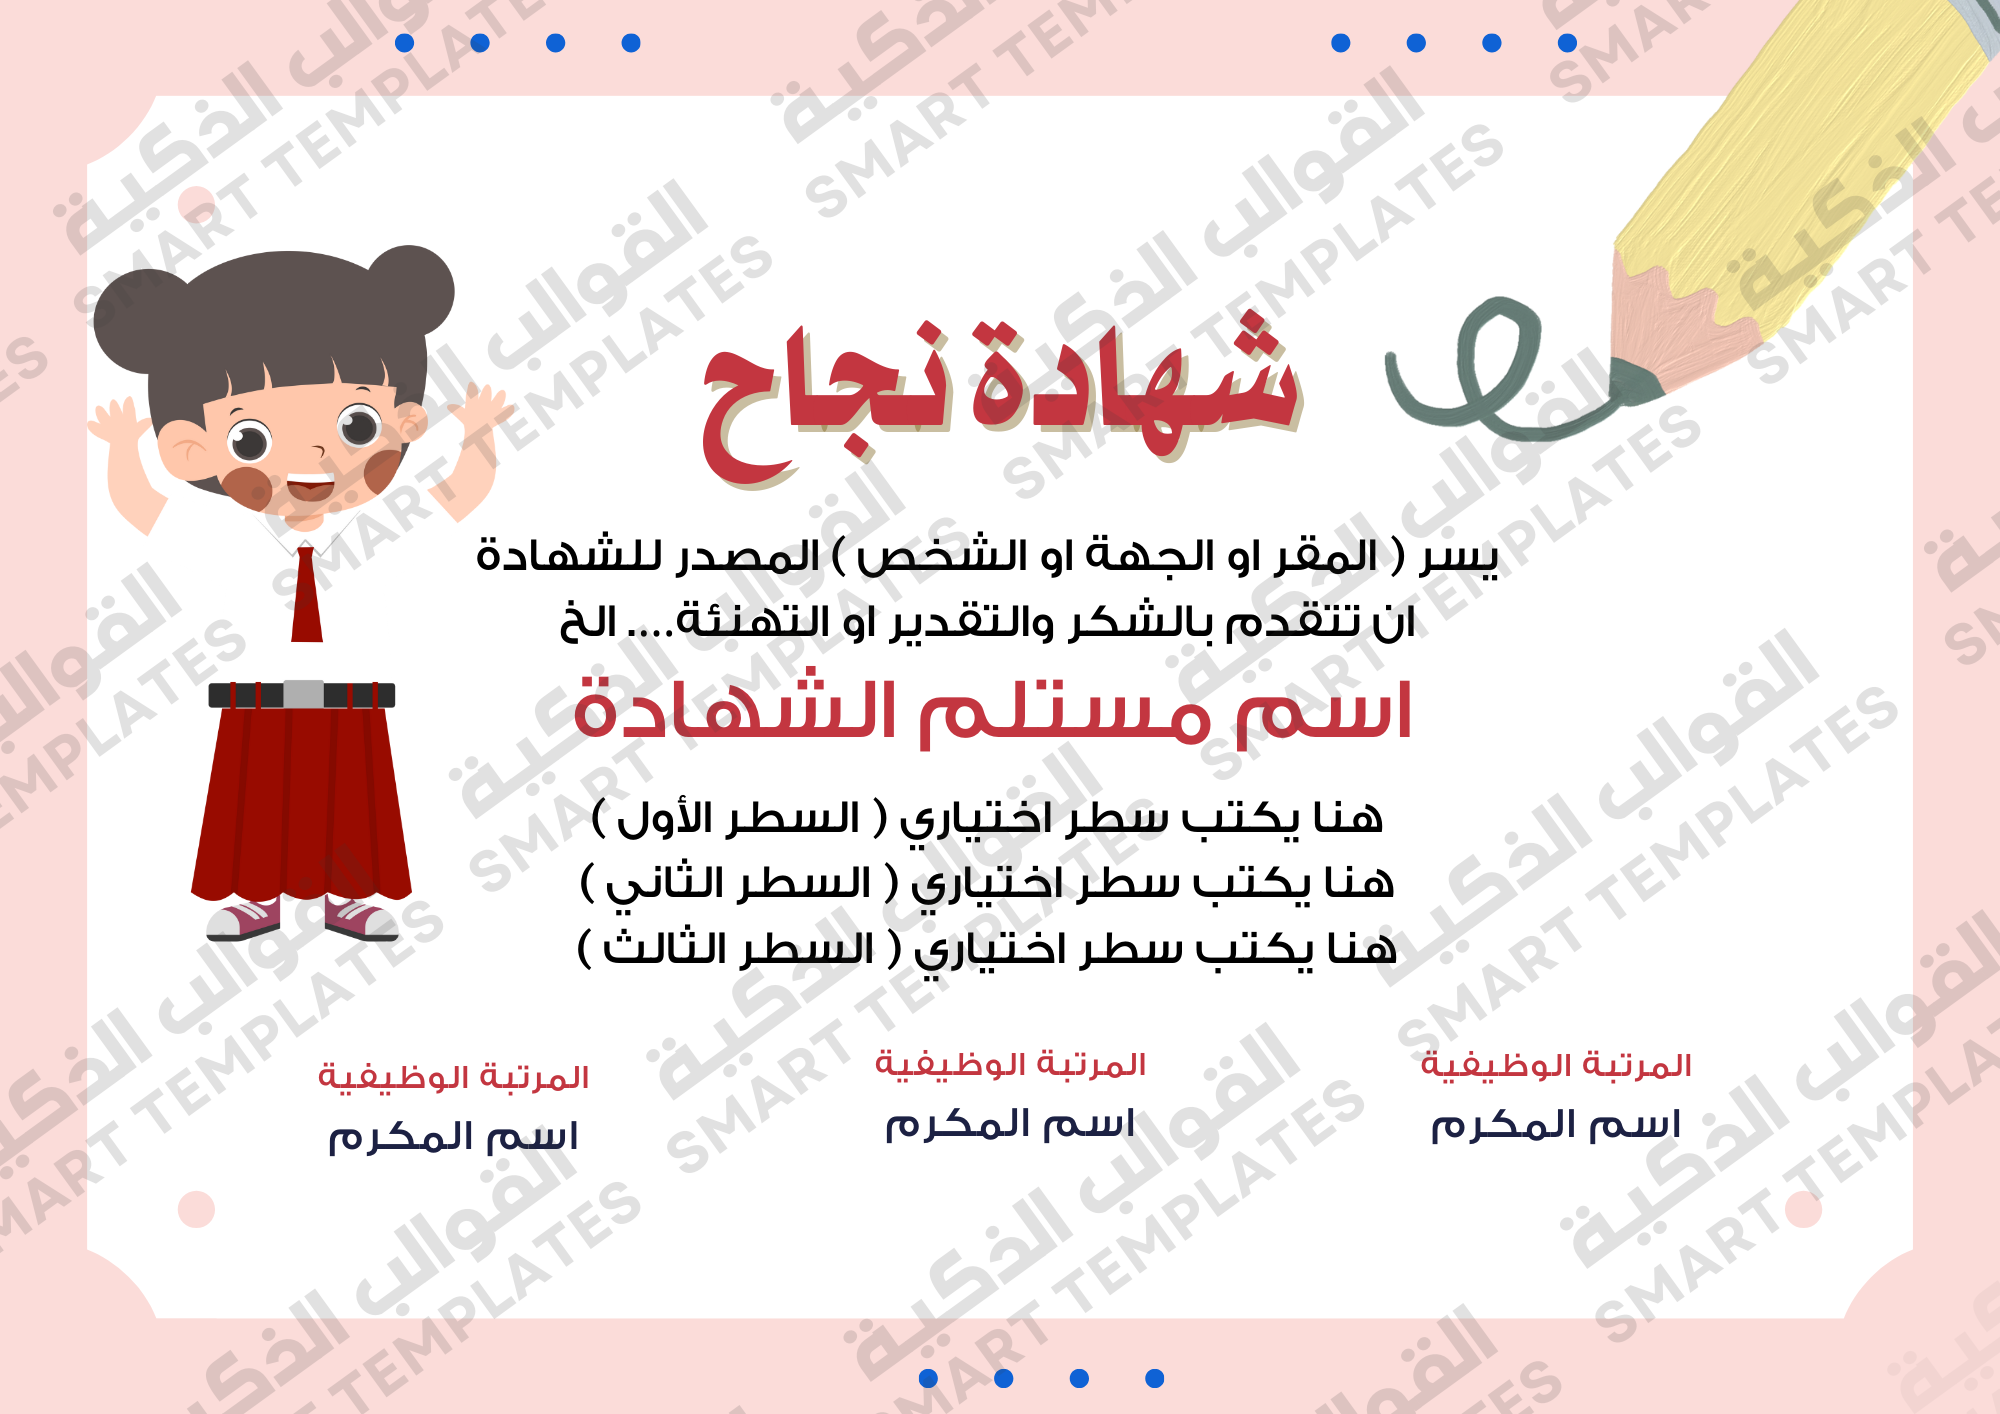 شهادة نجاح
يسر ( المقر او الجهة او الشخص ) المصدر للشهادة
ان تتقدم بالشكر والتقدير او التهنئة.... الخ
اسم مستلم الشهادة
هنا يكتب سطر اختياري ( السطر الأول )
هنا يكتب سطر اختياري ( السطر الثاني )
هنا يكتب سطر اختياري ( السطر الثالث )
المرتبة الوظيفية
اسم المكرم
المرتبة الوظيفية
اسم المكرم
المرتبة الوظيفية
اسم المكرم
القوالب الذكية
SMART TEMPLATES